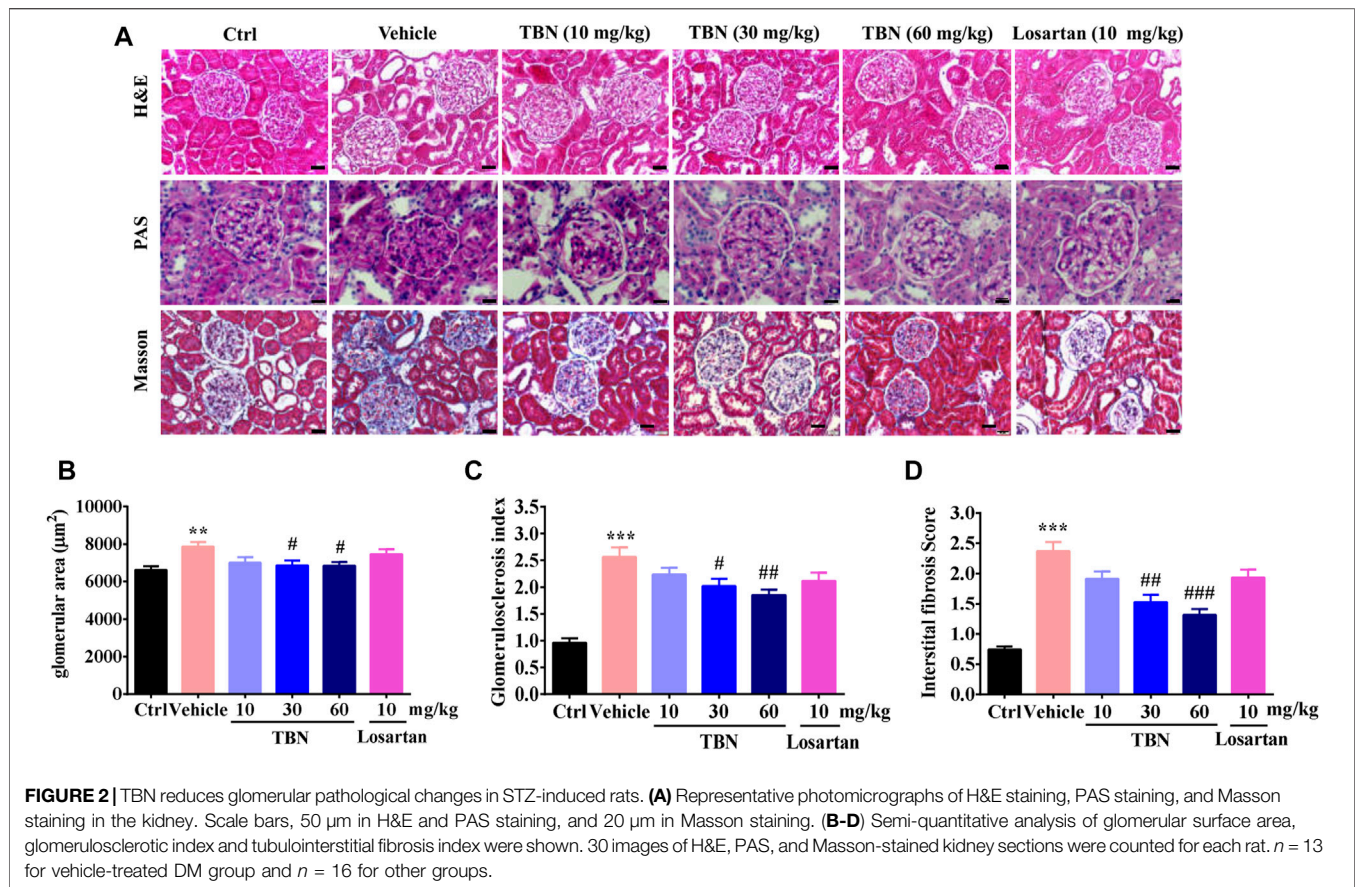 A
Ctrl Vehicle TBN (10 mg/kg) TBN (30 mg/kg) TBN (60 mg/kg) Losartan (10 mg/kg)
H&E
PAS
Masson
B
glomerular area (µm²)
10000
8000
6000
4000
2000
0
**
#
#
Ctrl Vehicle 10 30 60 10 mg/kg
TBN Losartan
C
Glomerulosclerosis index
3.5
3.0
2.5
2.0
1.5
1.0
0.5
0.0
***
#
##
Ctrl Vehicle 10 30 60 10 mg/kg
TBN Losartan
D
Interstital fibrosis Score
3.0
2.5
2.0
1.5
1.0
0.5
0.0
***
##
###
Ctrl Vehicle 10 30 60 10 mg/kg
TBN Losartan
FIGURE 2 | TBN reduces glomerular pathological changes in STZ-induced rats. (A) Representative photomicrographs of H&E staining, PAS staining, and Masson
staining in the kidney. Scale bars, 50 µm in H&E and PAS staining, and 20 µm in Masson staining. (B-D) Semi-quantitative analysis of glomerular surface area,
glomerulosclerotic index and tubulointerstitial fibrosis index were shown. 30 images of H&E, PAS, and Masson-stained kidney sections were counted for each rat. n = 13
for vehicle-treated DM group and n = 16 for other groups.